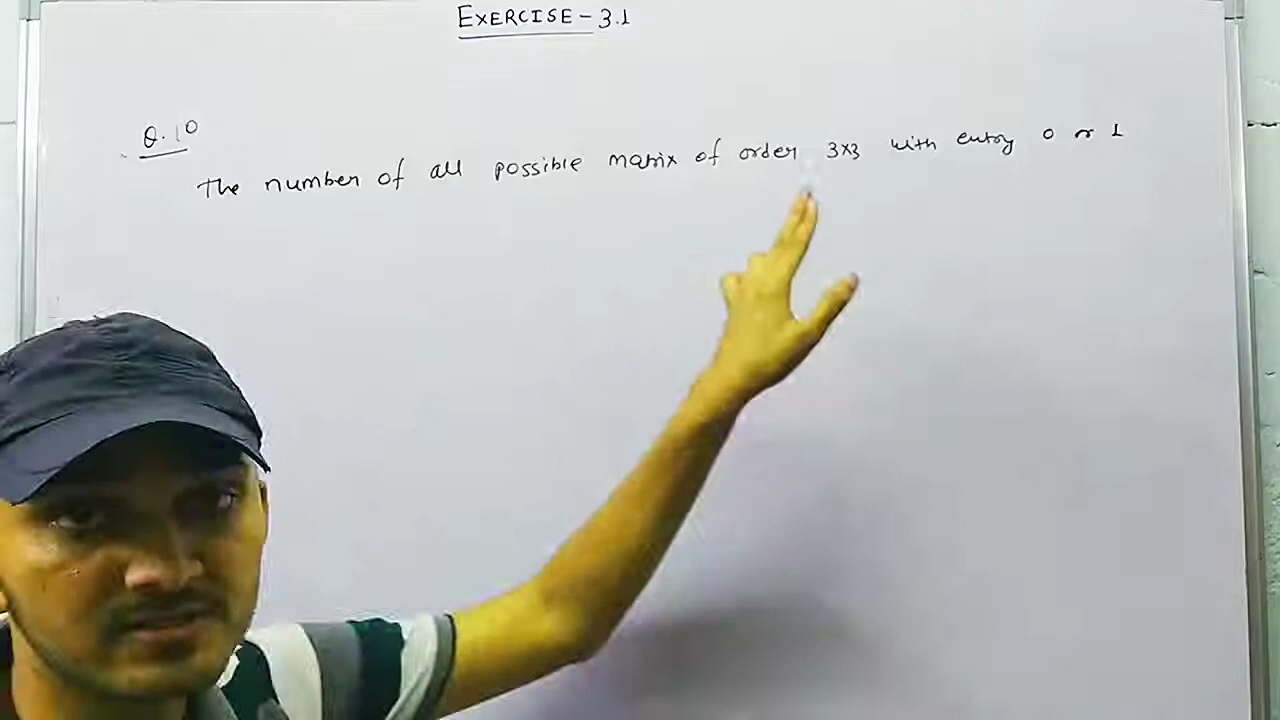 EXERCISE - 3.1
Q.10
The number of all possible matrix of order 3x3 with entry 0 or 1